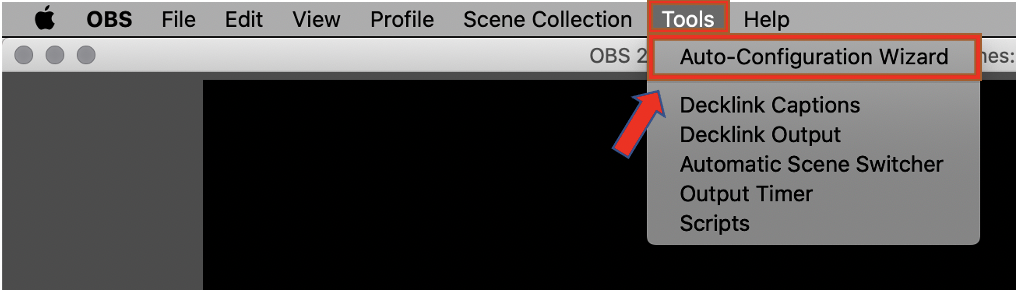 OBS File Edit View Profile Scene Collection Tools Help
OBS 2
Auto-Configuration Wizard
nes:
Decklink Captions
Decklink Output
Automatic Scene Switcher
Output Timer
Scripts